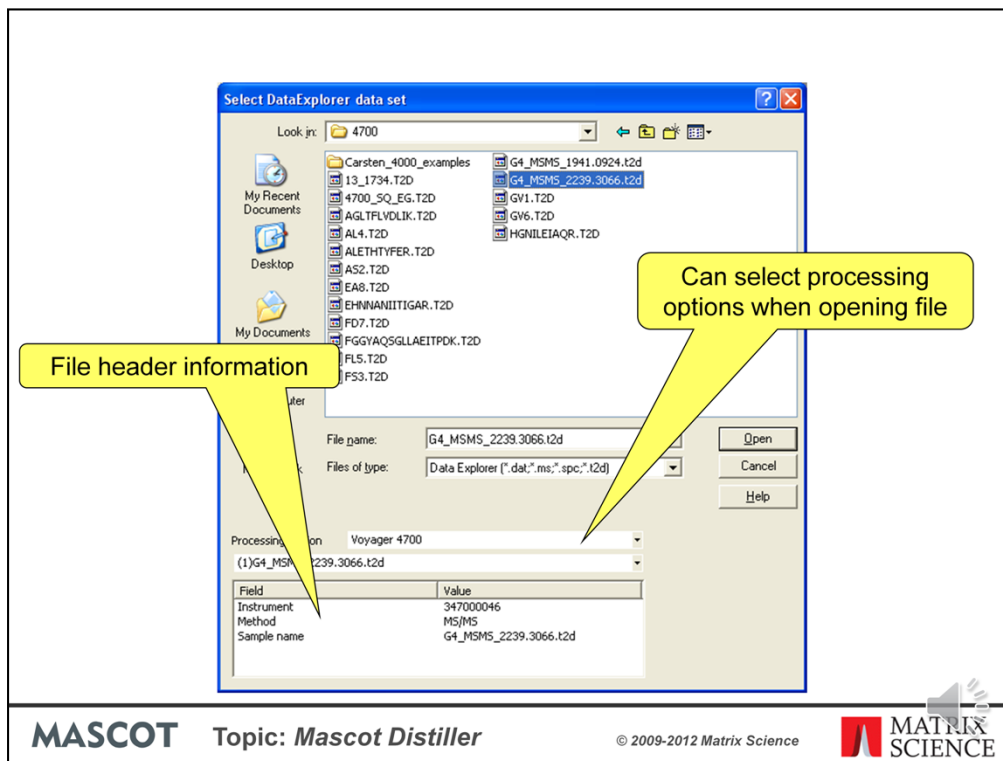 Select DataExplorer data set
Look in: 4700
My Recent
Documents
Desktop
My Documents
Carsten_4000_examples
13_1734.T2D
4700_SQ_EG.T2D
AGLTFLVDLIK.T2D
AL4.T2D
ALETHTYFER.T2D
AS2.T2D
EA8.T2D
EHNNANIITIGAR.T2D
FD7.T2D
FGGYAQSGLLAEITPDK.T2D
FL5.T2D
FS3.T2D
G4_MSMS_1941.0924.t2d
G4_MSMS_2239.3066.t2d
GV1.T2D
GV6.T2D
HGNILEIAQR.T2D
Can select processing
options when opening file
File header information
File name: G4_MSMS_2239.3066.t2d
Open
Files of type: Data Explorer (*.dat;*.ms;*.spc;*.t2d)
Cancel
Help
Processing Voyager 4700
(1)G4_MSMS_2239.3066.t2d
Field Value
Instrument 347000046
Method MS/MS
Sample name G4_MSMS_2239.3066.t2d
MASCOT Topic: Mascot Distiller © 2009-2012 Matrix Science
MATRIX
SCIENCE